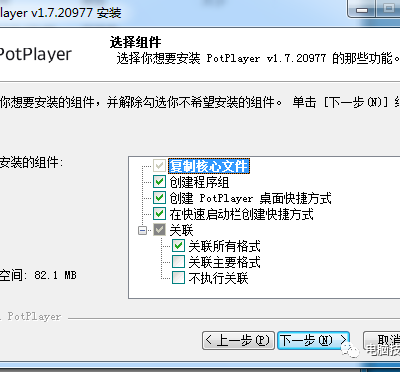 layer v1.7.20977 安装
PotPlayer
选择组件
选择你想要安装 PotPlayer v1.7.20977 的那些功能。
你想要安装的组件，并解除勾选你不希望安装的组件。 单击 [下一步(N)] 继
安装的组件:
复制核心文件
创建程序组
创建 PotPlayer 桌面快捷方式
在快速启动栏创建快捷方式
关联
关联所有格式
关联主要格式
不执行关联
空间: 82.1 MB
PotPlayer
< 上一步(P)
下一步(N) >
取消
电脑技